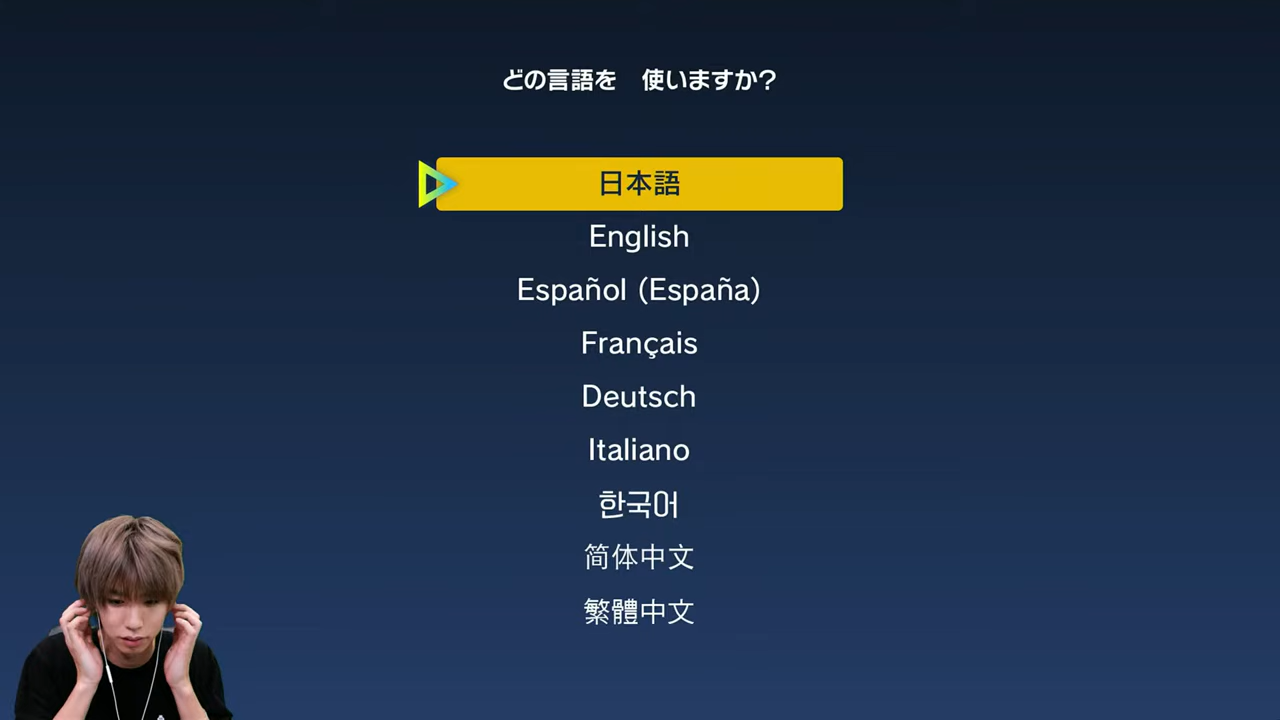 どの言語を　使いますか?
日本語
English
Español (España)
Français
Deutsch
Italiano
한국어
简体中文
繁體中文